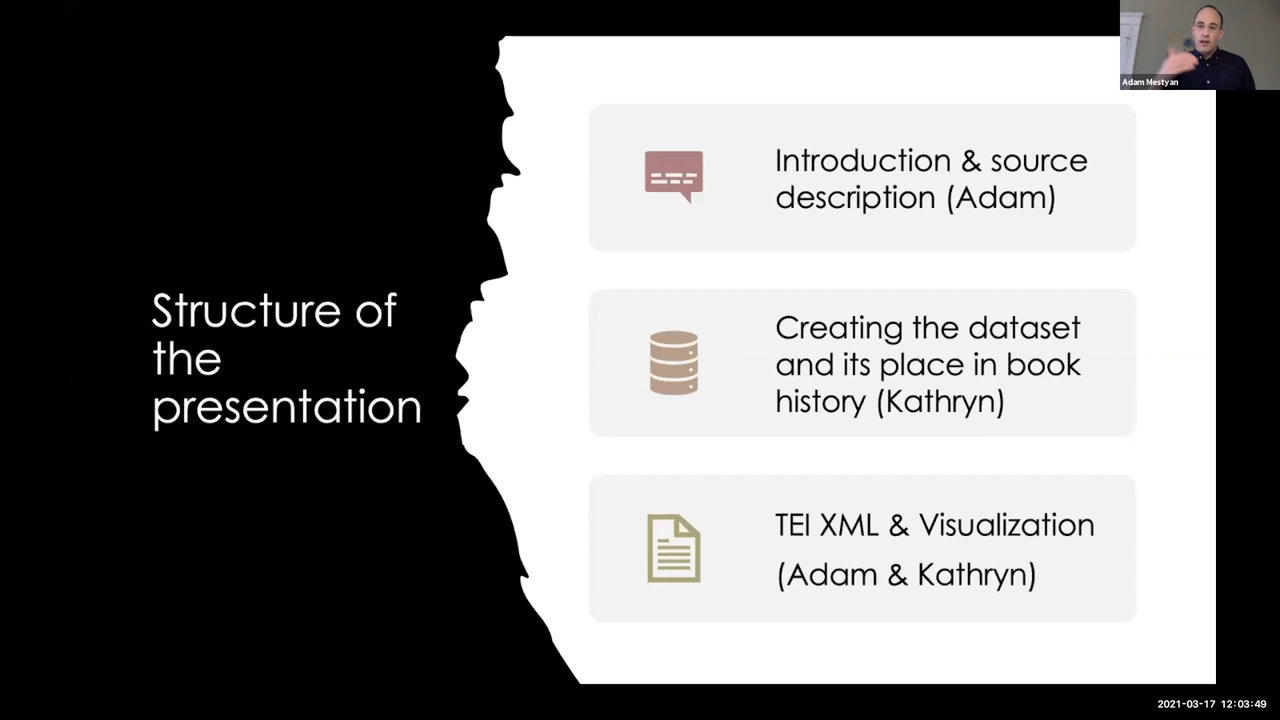 Adam Mestyan
Structure of
the
presentation
Introduction & source
description (Adam)
Creating the dataset
and its place in book
history (Kathryn)
TEI XML & Visualization
(Adam & Kathryn)
2021-03-17 12:03:49